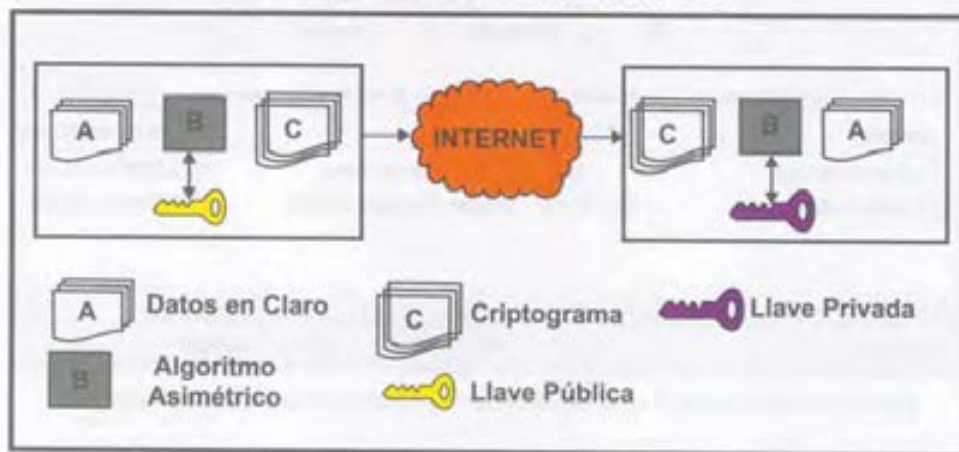 A B C INTERNET C B A
A Datos en Claro
C Criptograma
Llave Privada
B Algoritmo
Asimétrico
Llave Pública